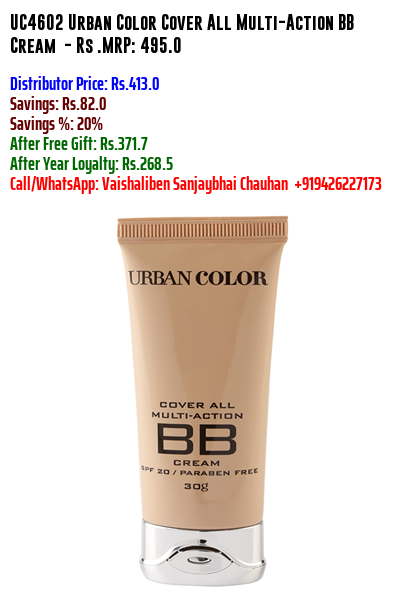 UC4602 Urban Color Cover All Multi-Action BB
Cream - Rs .MRP: 495.0
Distributor Price: Rs.413.0
Savings: Rs.82.0
Savings %: 20%
After Free Gift: Rs.371.7
After Year Loyalty: Rs.268.5
Call/WhatsApp: Vaishaliben Sanjaybhai Chauhan +919426227173
URBAN COLOR
COVER ALL
MULTI-ACTION
BB
CREAM
SPF 20 / PARABEN FREE
30g